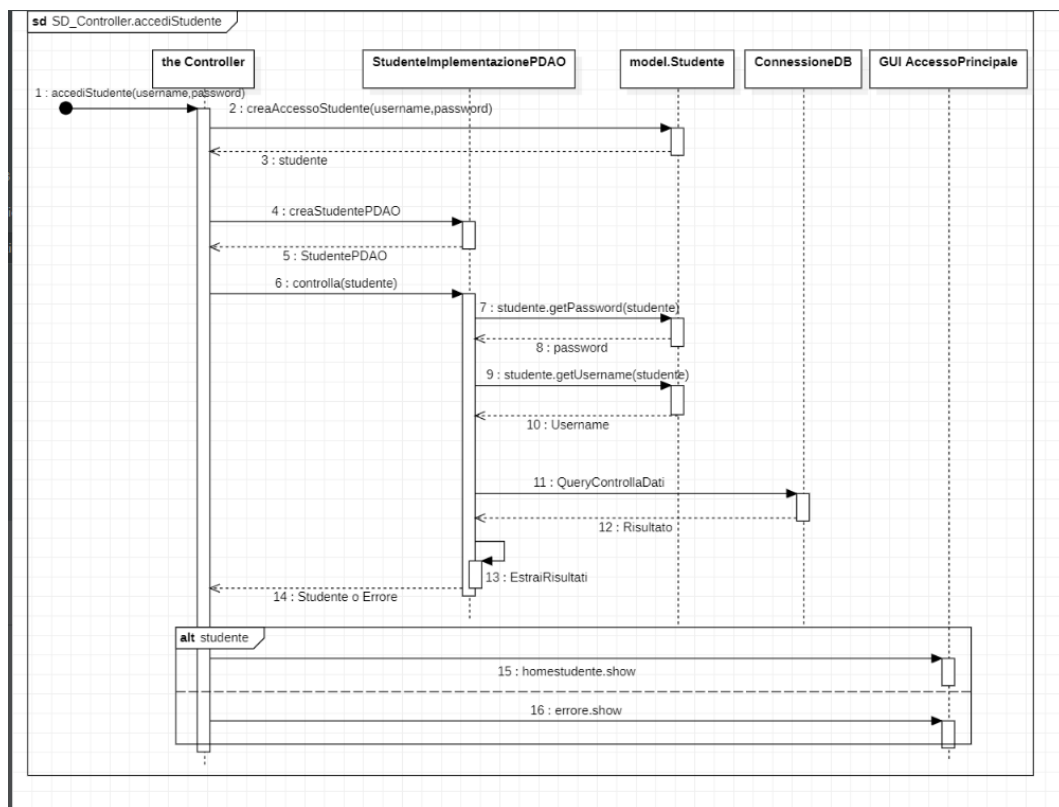 sd SD_Controller.accediStudente
the Controller
StudenteImplementazionePDAO
model.Studente
ConnessioneDB
GUI AccessoPrincipale
1 : accediStudente(username,password)
2 : creaAccessoStudente(username,password)
3 : studente
4 : creaStudentePDAO
5 : StudentePDAO
6 : controlla(studente)
7 : studente.getPassword(studente)
8 : password
9 : studente.getUsername(studente)
10 : Username
11 : QueryControllaDati
12 : Risultato
13 : EstraiRisultati
14 : Studente o Errore
alt studente
15 : homestudente.show
16 : errore.show